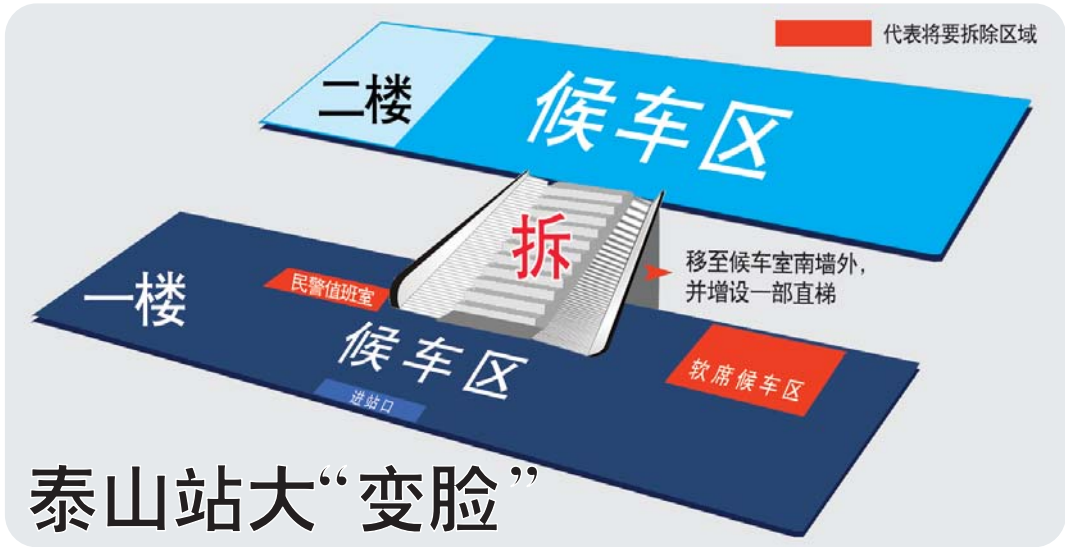 代表将要拆除区域
二楼
候车区
拆
移至候车室南墙外，
并增设一部直梯
一楼
民警值班室
候车区
软席候车区
进站口
泰山站大“变脸”